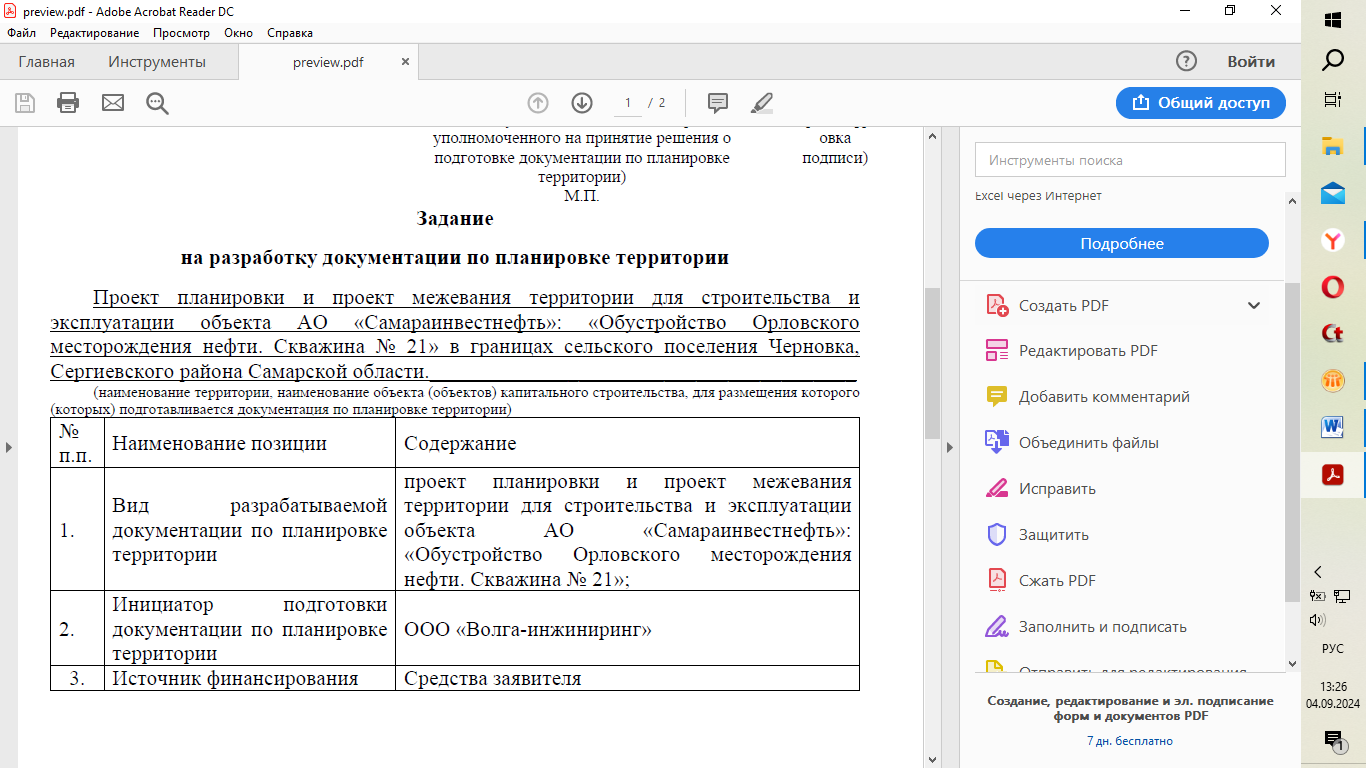 preview.pdf - Adobe Acrobat Reader DC
Файл Редактирование Просмотр Окно Справка
Главная Инструменты preview.pdf × ? Войти
1 / 2 Общий доступ
уполномоченного на принятие решения о
подготовке документации по планировке
территории)
М.П.
овка
подписи)
Задание
на разработку документации по планировке территории
Проект планировки и проект межевания территории для строительства и
эксплуатации объекта АО «Самараинвестнефть»: «Обустройство Орловского
месторождения нефти. Скважина № 21» в границах сельского поселения Черновка,
Сергиевского района Самарской области.
(наименование территории, наименование объекта (объектов) капитального строительства, для размещения которого
(которых) подготавливается документация по планировке территории)
№
п.п.
Наименование позиции
Содержание
1.
Вид разрабатываемой
документации по планировке
территории
проект планировки и проект межевания
территории для строительства и эксплуатации
объекта АО «Самараинвестнефть»:
«Обустройство Орловского месторождения
нефти. Скважина № 21»;
2.
Инициатор подготовки
документации по планировке
территории
ООО «Волга-инжиниринг»
3.
Источник финансирования
Средства заявителя
Инструменты поиска
Excel через Интернет
Подробнее
Создать PDF
Редактировать PDF
Добавить комментарий
Объединить файлы
Исправить
Защитить
Сжать PDF
Заполнить и подписать
Отправить для редактирования
Создание, редактирование и эл. подписание
форм и документов PDF
7 дн. бесплатно
РУС
13:26
04.09.2024
1